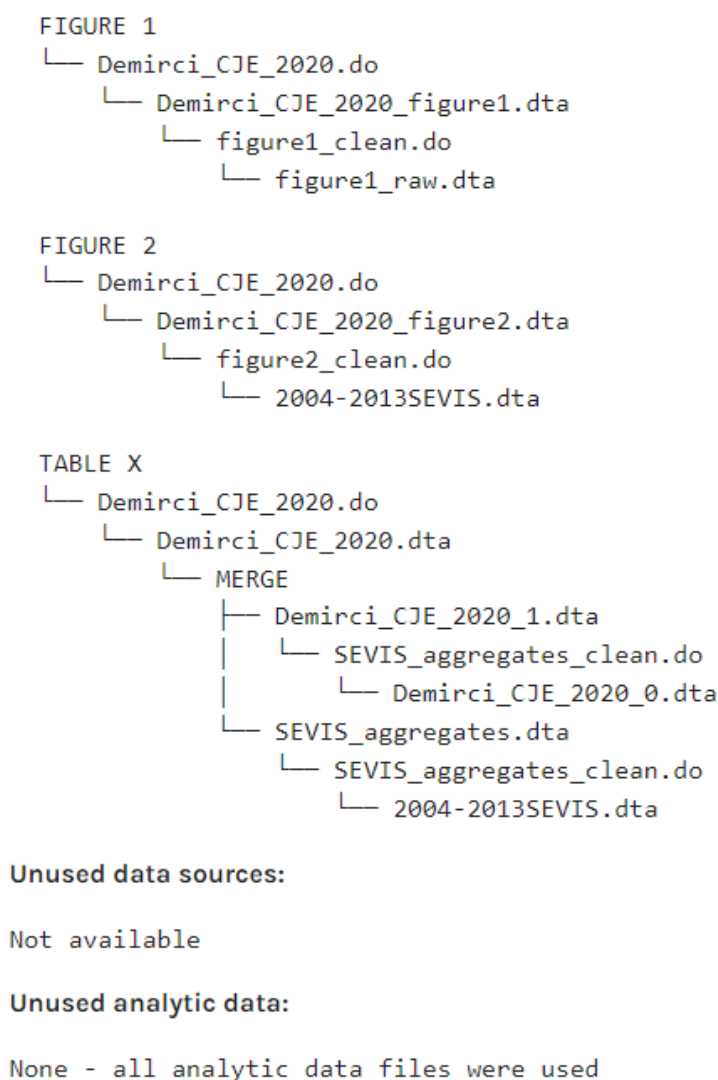 FIGURE 1
└── Demirci_CJE_2020.do
    └── Demirci_CJE_2020_figure1.dta
        └── figure1_clean.do
            └── figure1_raw.dta

FIGURE 2
└── Demirci_CJE_2020.do
    └── Demirci_CJE_2020_figure2.dta
        └── figure2_clean.do
            └── 2004-2013SEVIS.dta

TABLE X
└── Demirci_CJE_2020.do
    └── Demirci_CJE_2020.dta
        └── MERGE
            ├── Demirci_CJE_2020_1.dta
            │   └── SEVIS_aggregates_clean.do
            │       └── Demirci_CJE_2020_0.dta
            └── SEVIS_aggregates.dta
                └── SEVIS_aggregates_clean.do
                    └── 2004-2013SEVIS.dta

Unused data sources:
Not available
Unused analytic data:
None - all analytic data files were used